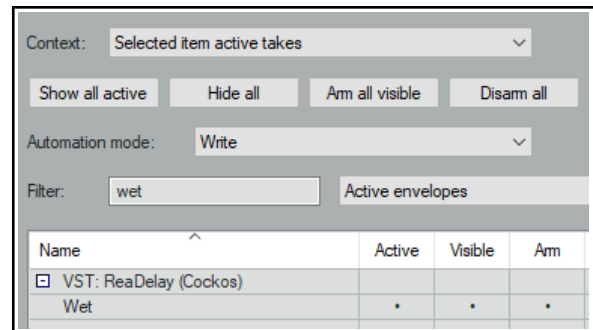 Context: Selected item active takes
Show all active Hide all Arm all visible Disarm all
Automation mode: Write
Filter: wet Active envelopes
Name Active Visible Arm
VST: ReaDelay (Cockos)
Wet • • •